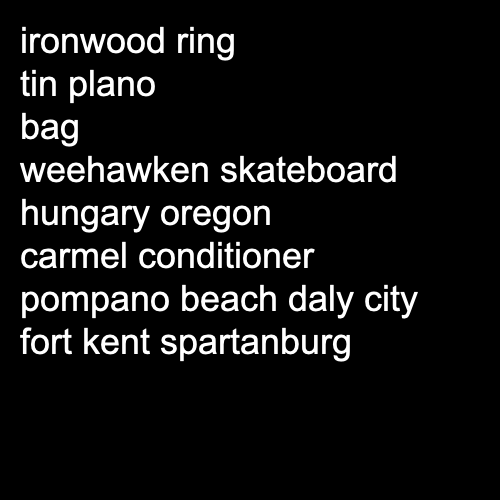 ironwood ring
tin plano
bag
weehawken skateboard
hungary oregon
carmel conditioner
pompano beach daly city
fort kent spartanburg